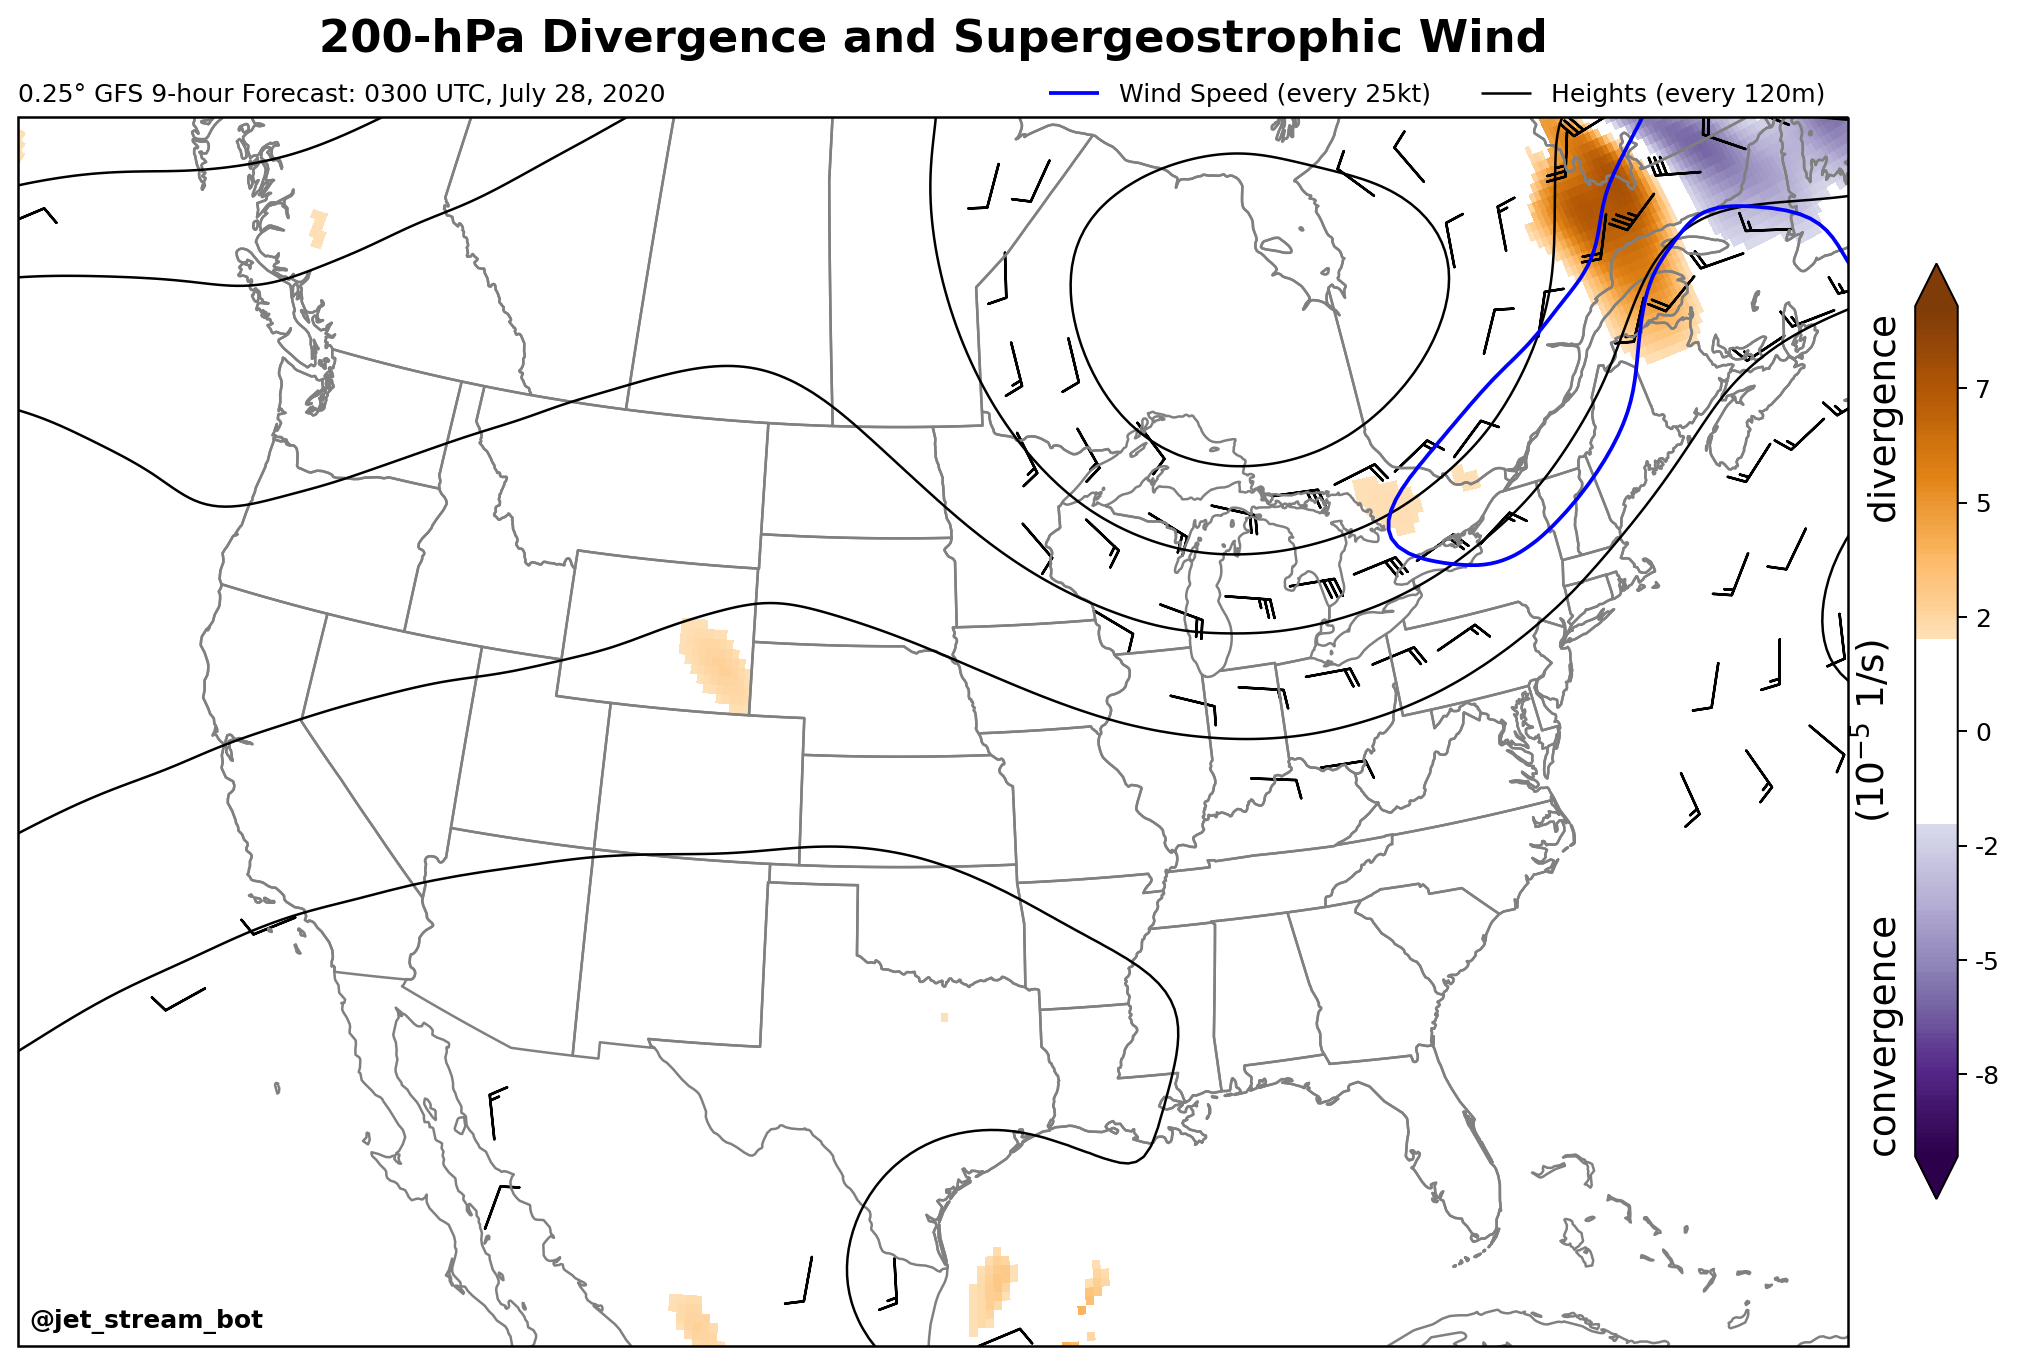 200-hPa Divergence and Supergeostrophic Wind
0.25° GFS 9-hour Forecast: 0300 UTC, July 28, 2020
Wind Speed (every 25kt)
Heights (every 120m)
divergence
(10⁻⁵ 1/s)
convergence
7
5
2
0
-2
-5
-8
@jet_stream_bot